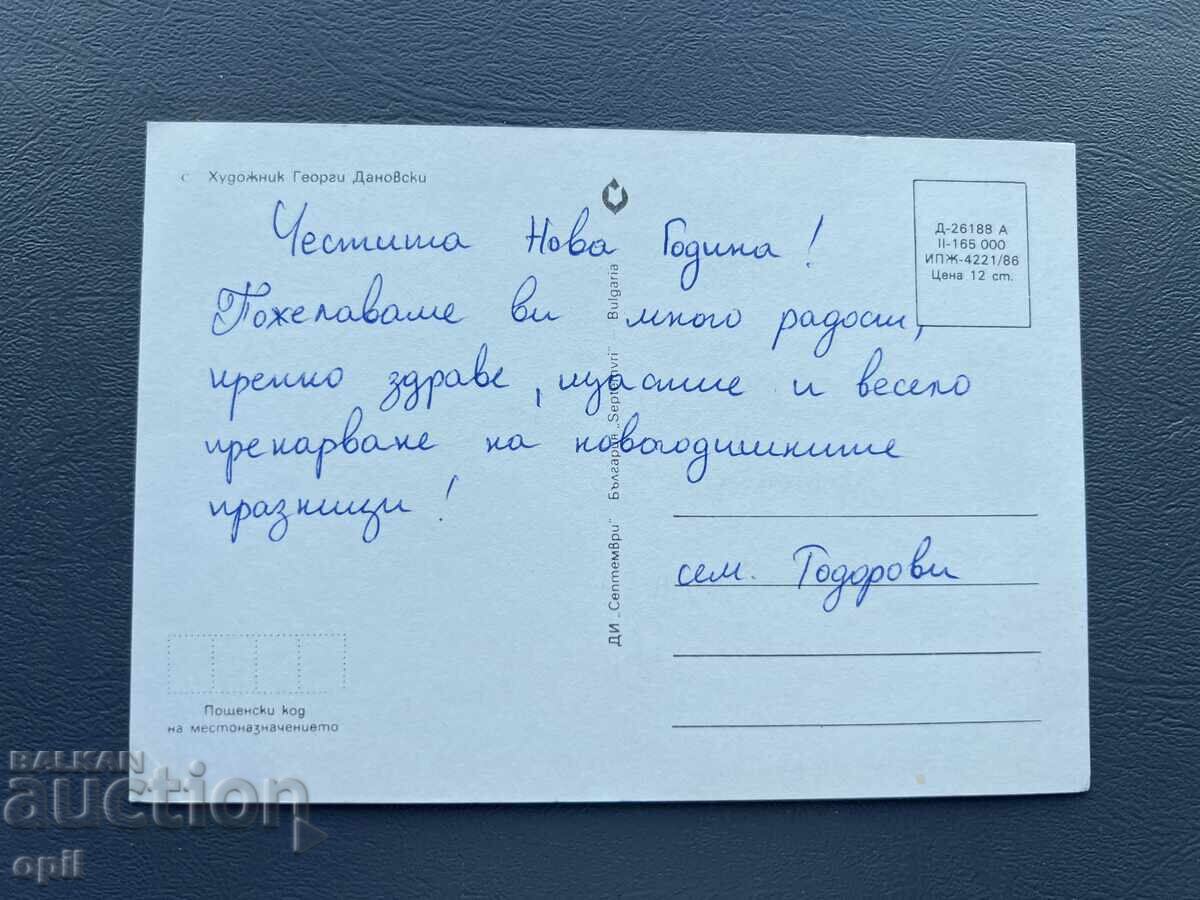 с Художник Георги Дановски
Честита Нова Година!
Пожелаваме ви много радости,
крепко здраве, щастие и весело
прекарване на новогодишните
празници!
Д-26188 А
II-165 000
ИПЖ-4221/86
Цена 12 ст.
ДИ „Септември" България „Septemvri" Bulgaria
сем. Тодорови
Пощенски код
на местоназначението
BALKAN
auction
opil